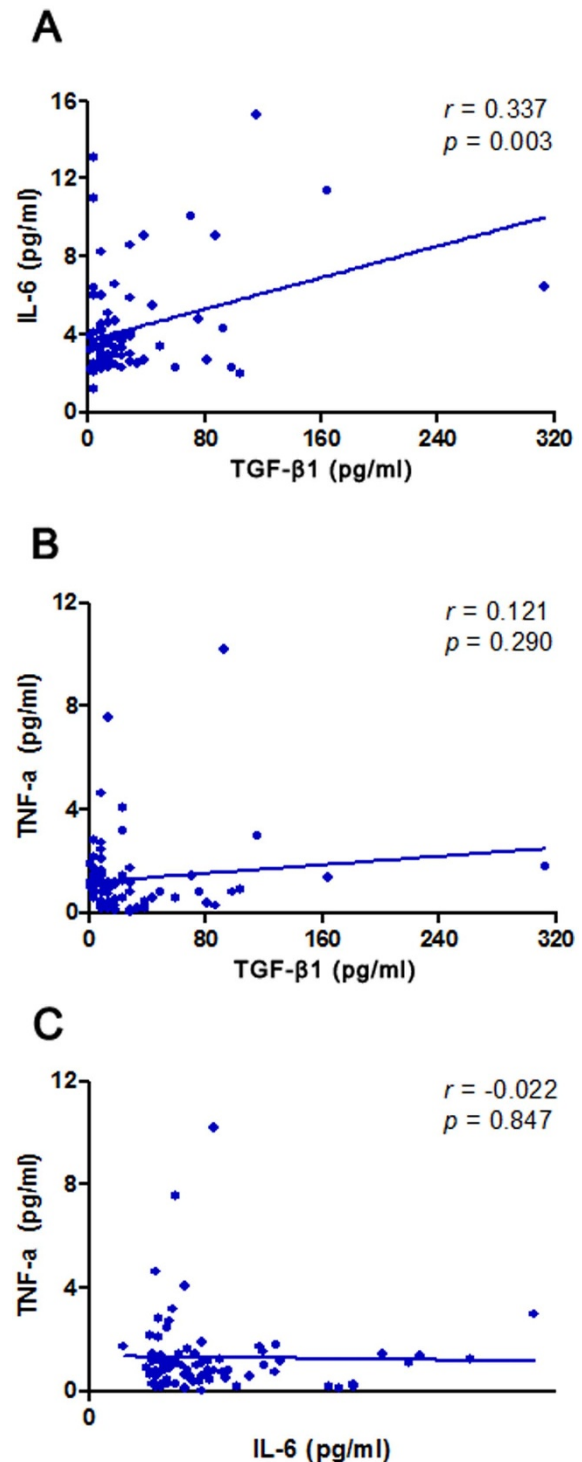 A
r = 0.337
p = 0.003
IL-6 (pg/ml)
16
12
8
4
0
0 80 160 240 320
TGF-β1 (pg/ml)
B
r = 0.121
p = 0.290
TNF-a (pg/ml)
12
8
4
0
0 80 160 240 320
TGF-β1 (pg/ml)
C
r = -0.022
p = 0.847
TNF-a (pg/ml)
12
8
4
0
0
IL-6 (pg/ml)